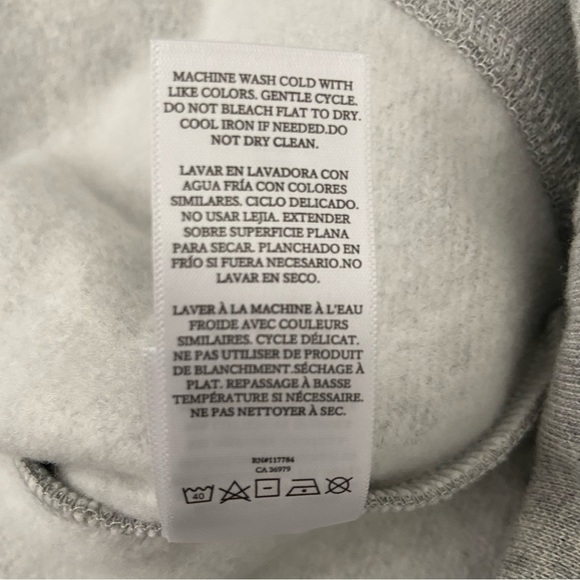 MACHINE WASH COLD WITH
LIKE COLORS. GENTLE CYCLE.
DO NOT BLEACH FLAT TO DRY.
COOL IRON IF NEEDED.DO
NOT DRY CLEAN.
LAVAR EN LAVADORA CON
AGUA FRÍA CON COLORES
SIMILARES. CICLO DELICADO.
NO USAR LEJIA. EXTENDER
SOBRE SUPERFICIE PLANA
PARA SECAR. PLANCHADO EN
FRÍO SI FUERA NECESARIO.NO
LAVAR EN SECO.
LAVER À LA MACHINE À L'EAU
FROIDE AVEC COULEURS
SIMILAIRES. CYCLE DÉLICAT.
NE PAS UTILISER DE PRODUIT
DE BLANCHIMENT.SÉCHAGE À
PLAT. REPASSAGE À BASSE
TEMPÉRATURE SI NÉCESSAIRE.
NE PAS NETTOYER À SEC.
RN#117784
CA 36979
40